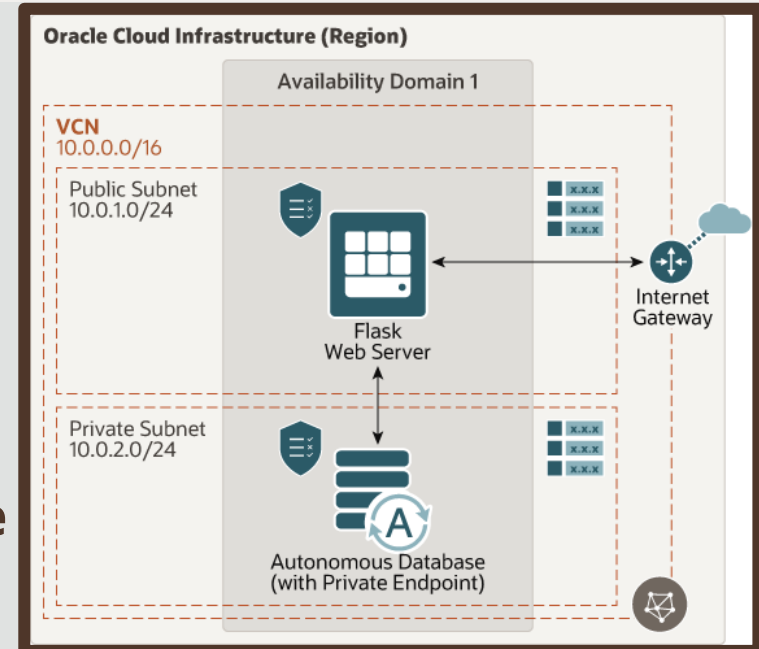 Oracle Cloud Infrastructure (Region)
Availability Domain 1
VCN
10.0.0.0/16
Public Subnet
10.0.1.0/24
x.x.x
x.x.x
x.x.x
Flask
Web Server
Internet
Gateway
Private Subnet
10.0.2.0/24
x.x.x
x.x.x
x.x.x
e
A
Autonomous Database
(with Private Endpoint)